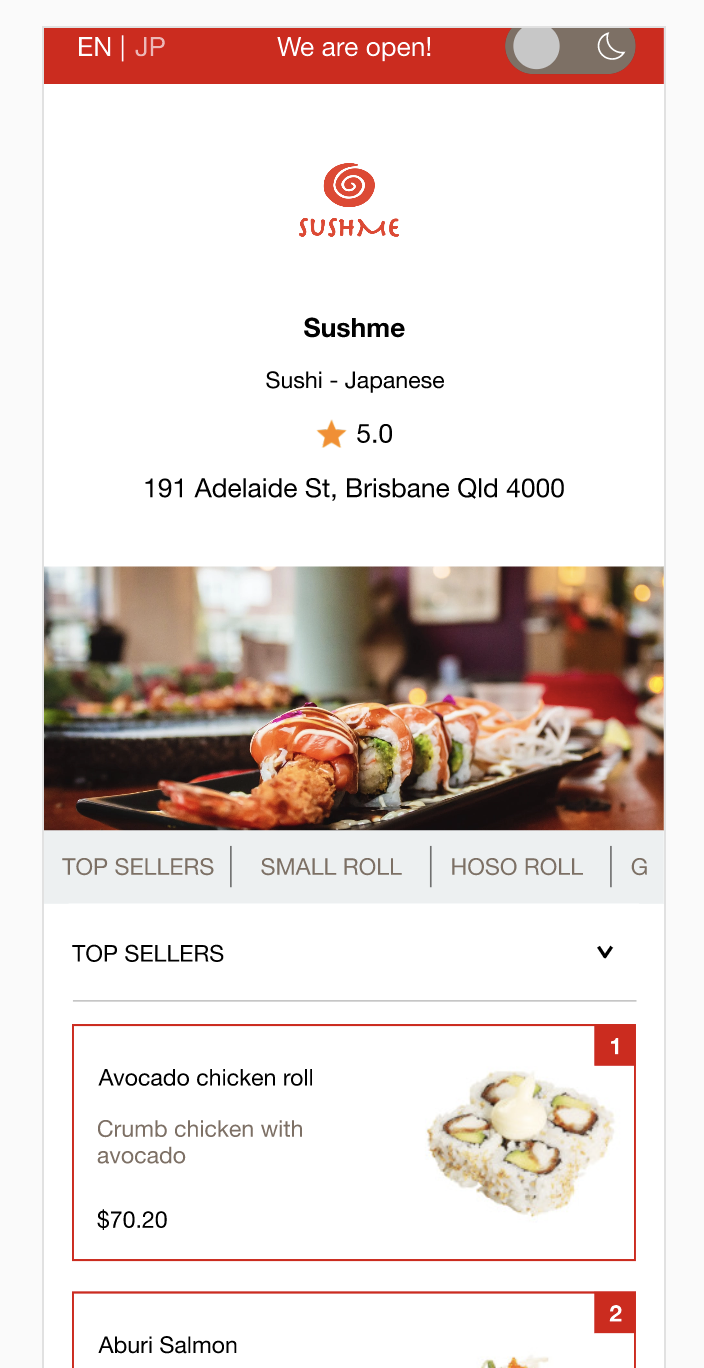 EN | JP
We are open!
SUSHME
Sushme
Sushi - Japanese
5.0
191 Adelaide St, Brisbane Qld 4000
TOP SELLERS | SMALL ROLL | HOSO ROLL | G
TOP SELLERS
1
Avocado chicken roll
Crumb chicken with
avocado
$70.20
2
Aburi Salmon